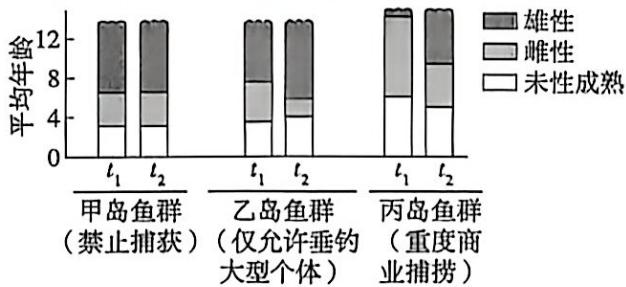 平均年龄
12
8
4
0
雄性
雌性
未性成熟
t₁ t₂ t₁ t₂ t₁ t₂
甲岛鱼群 乙岛鱼群 丙岛鱼群
(禁止捕获) (仅允许垂钓 (重度商
大型个体) 业捕捞)